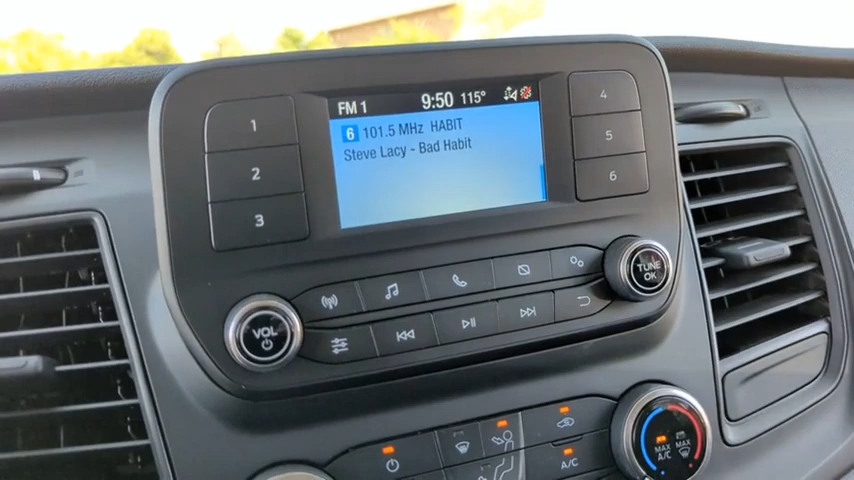 FM 1 9:50 115°
6 101.5 MHz HABIT
Steve Lacy - Bad Habit
1
2
3
4
5
6
VOL
TUNE
OK
A/C
MAX
A/C
MAX